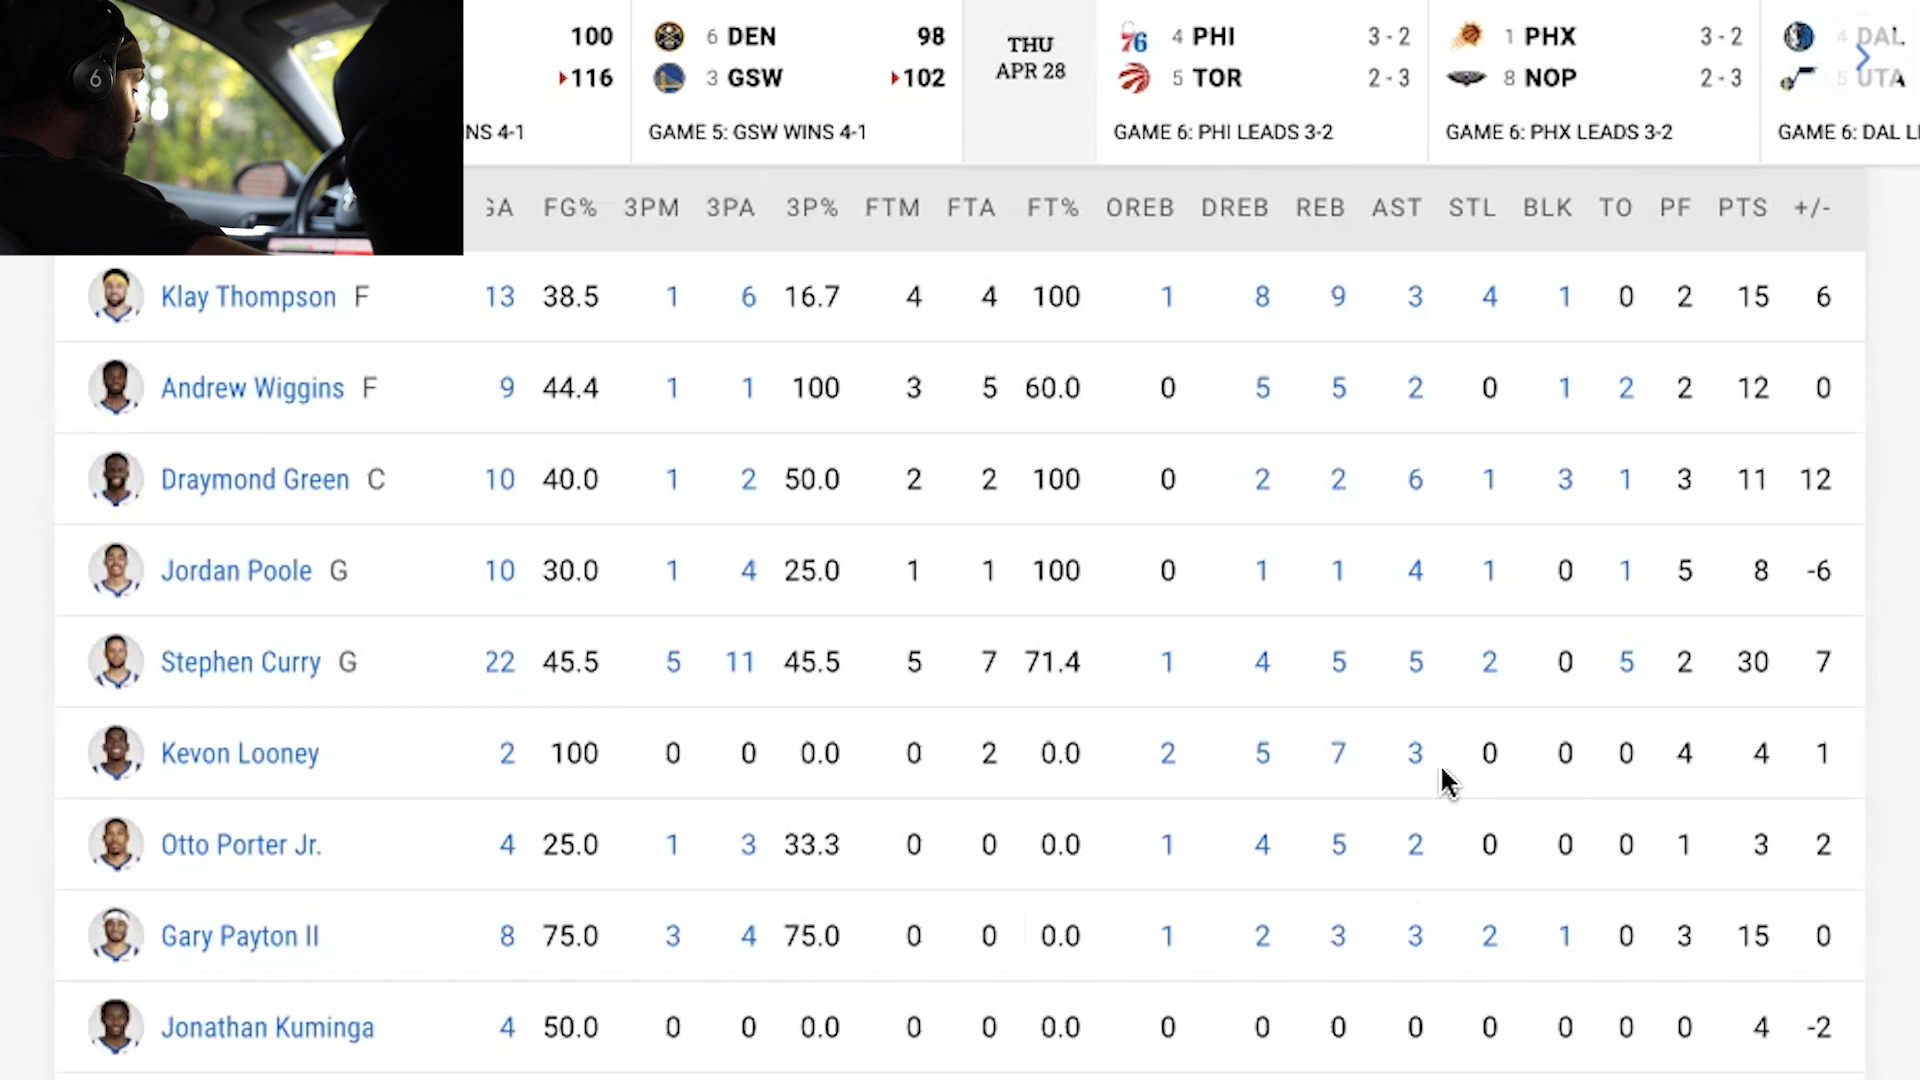 100
116
NS 4-1
6 DEN 98
3 GSW 102
GAME 5: GSW WINS 4-1
THU
APR 28
76
4 PHI 3 - 2
5 TOR 2 - 3
GAME 6: PHI LEADS 3-2
1 PHX 3 - 2
8 NOP 2 - 3
GAME 6: PHX LEADS 3-2
4 DAL
5 UTA
GAME 6: DAL L
6
GA FG% 3PM 3PA 3P% FTM FTA FT% OREB DREB REB AST STL BLK TO PF PTS +/-
Klay Thompson F 13 38.5 1 6 16.7 4 4 100 1 8 9 3 4 1 0 2 15 6
Andrew Wiggins F 9 44.4 1 1 100 3 5 60.0 0 5 5 2 0 1 2 2 12 0
Draymond Green C 10 40.0 1 2 50.0 2 2 100 0 2 2 6 1 3 1 3 11 12
Jordan Poole G 10 30.0 1 4 25.0 1 1 100 0 1 1 4 1 0 1 5 8 -6
Stephen Curry G 22 45.5 5 11 45.5 5 7 71.4 1 4 5 5 2 0 5 2 30 7
Kevon Looney 2 100 0 0 0.0 0 2 0.0 2 5 7 3 0 0 0 4 4 1
Otto Porter Jr. 4 25.0 1 3 33.3 0 0 0.0 1 4 5 2 0 0 0 1 3 2
Gary Payton II 8 75.0 3 4 75.0 0 0 0.0 1 2 3 3 2 1 0 3 15 0
Jonathan Kuminga 4 50.0 0 0 0.0 0 0 0.0 0 0 0 0 0 0 0 0 4 -2